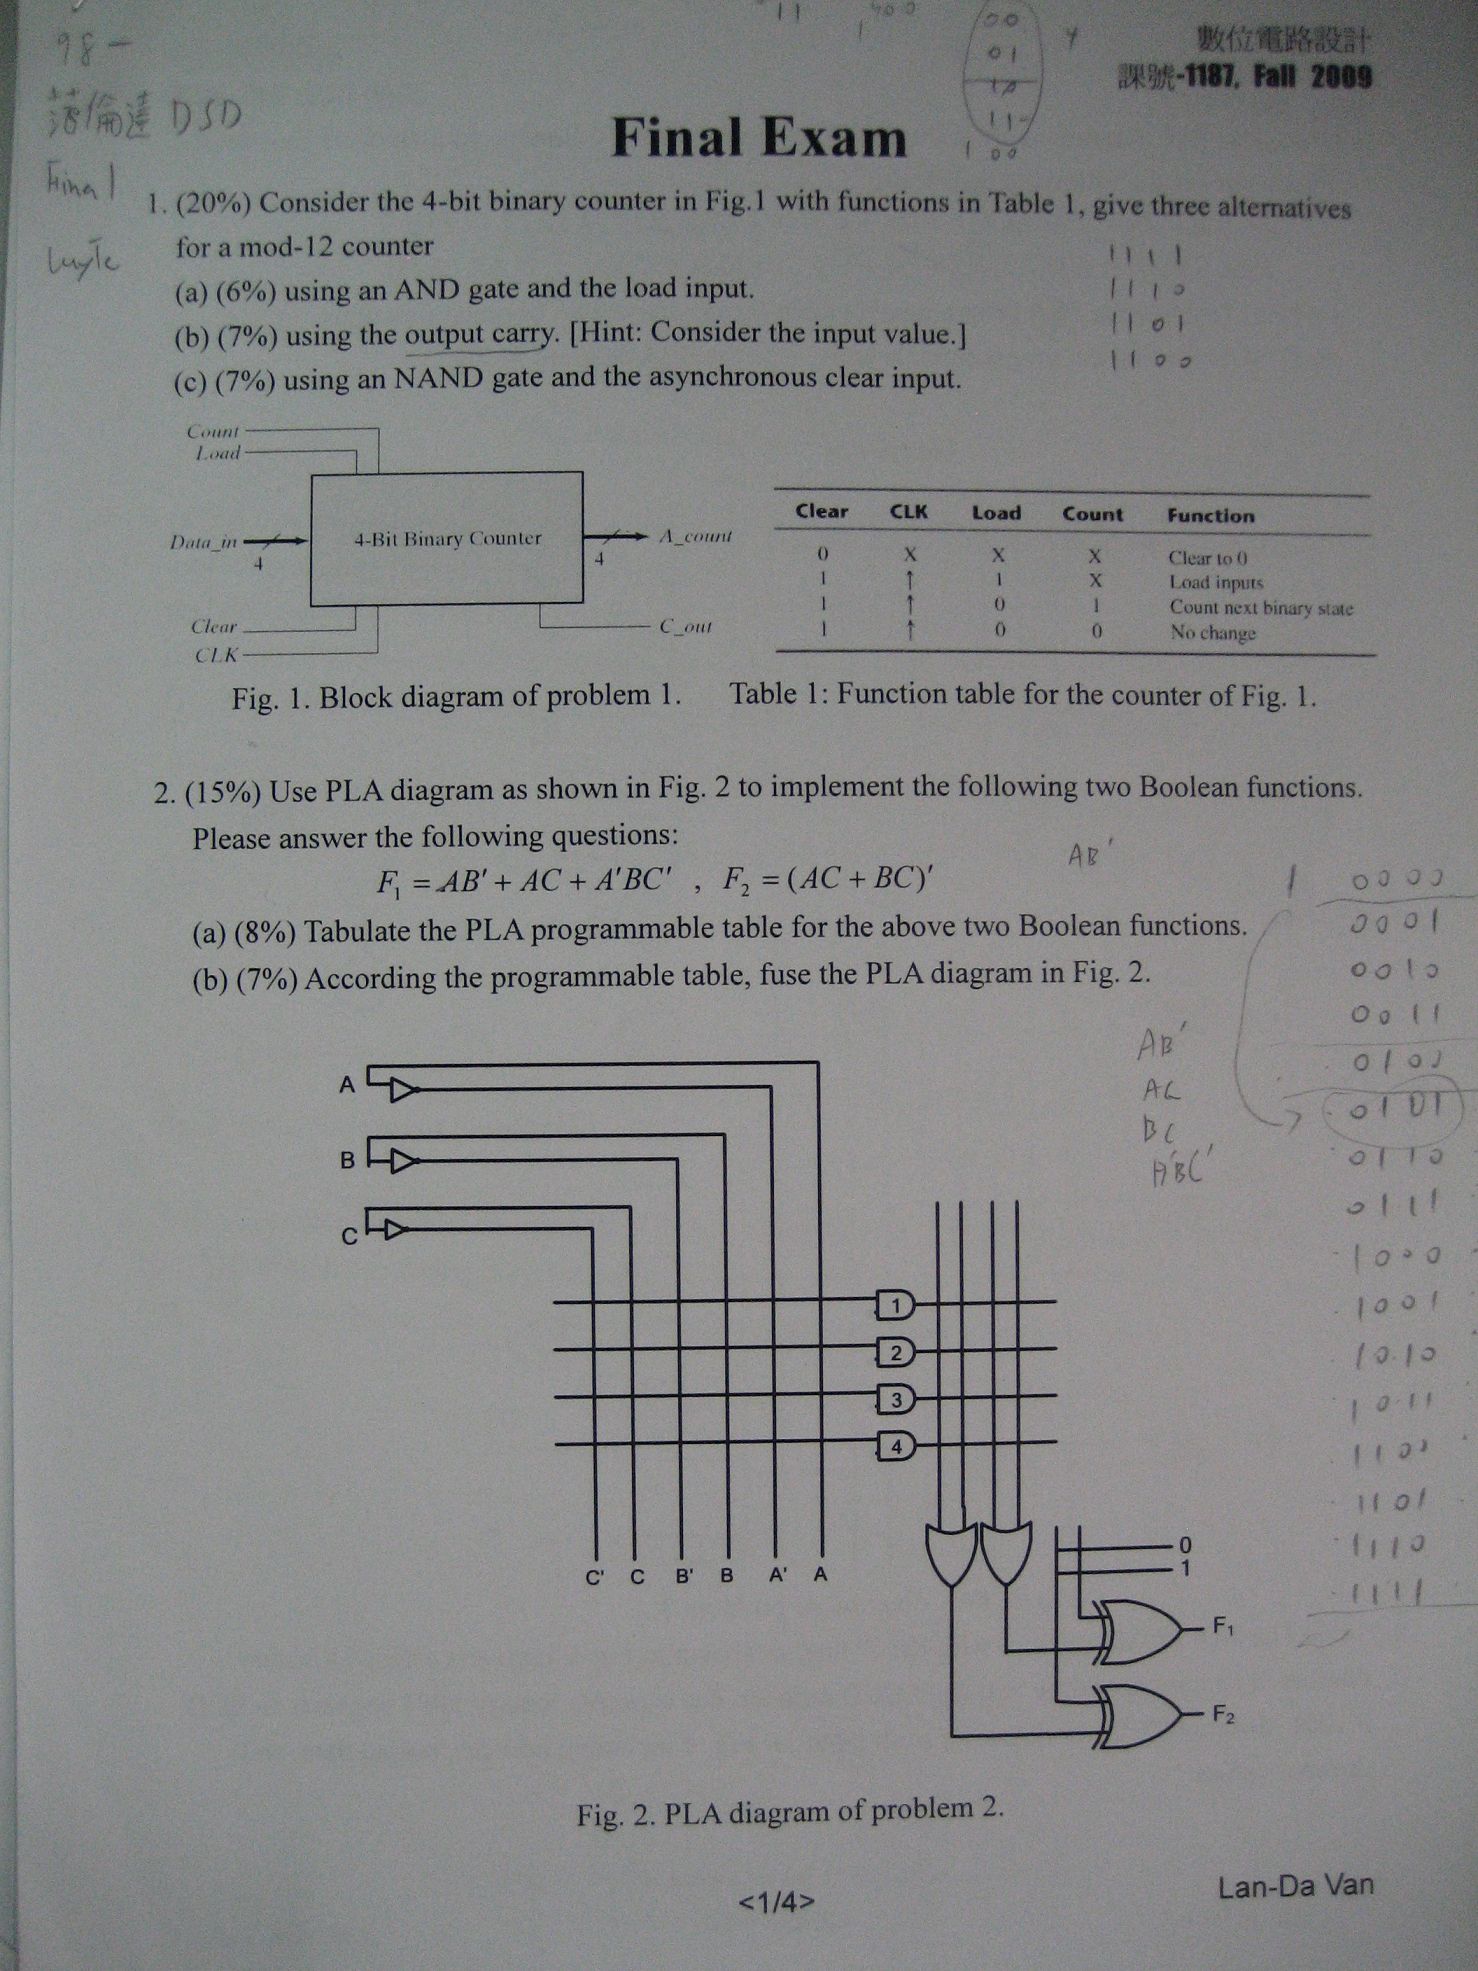 98-
數位電路設計
范倫達 DSD
課號-1187, Fall 2009
00
01
10
11
100
Final Exam
Final
1. (20%) Consider the 4-bit binary counter in Fig.1 with functions in Table 1, give three alternatives
for a mod-12 counter
(a) (6%) using an AND gate and the load input.
(b) (7%) using the output carry. [Hint: Consider the input value.]
(c) (7%) using an NAND gate and the asynchronous clear input.
1111
1110
1101
1100
Count
Load
Data_in
4
4-Bit Binary Counter
4
A_count
Clear
CLK
C_out
Clear CLK Load Count Function
0 X X X Clear to 0
1 ↑ 1 X Load inputs
1 ↑ 0 1 Count next binary state
1 ↑ 0 0 No change
Fig. 1. Block diagram of problem 1.
Table 1: Function table for the counter of Fig. 1.
2. (15%) Use PLA diagram as shown in Fig. 2 to implement the following two Boolean functions.
Please answer the following questions:
AB'
F₁ = AB' + AC + A'BC' , F₂ = (AC + BC)'
(a) (8%) Tabulate the PLA programmable table for the above two Boolean functions.
(b) (7%) According the programmable table, fuse the PLA diagram in Fig. 2.
AB'
AC
BC
A'BC'
1 0000
0001
0010
0011
0100
0101
0110
0111
1000
1001
1010
1011
1100
1101
1110
1111
A
B
C
1
2
3
4
C' C B' B A' A
0
1
F₁
F₂
Fig. 2. PLA diagram of problem 2.
Lan-Da Van
<1/4>